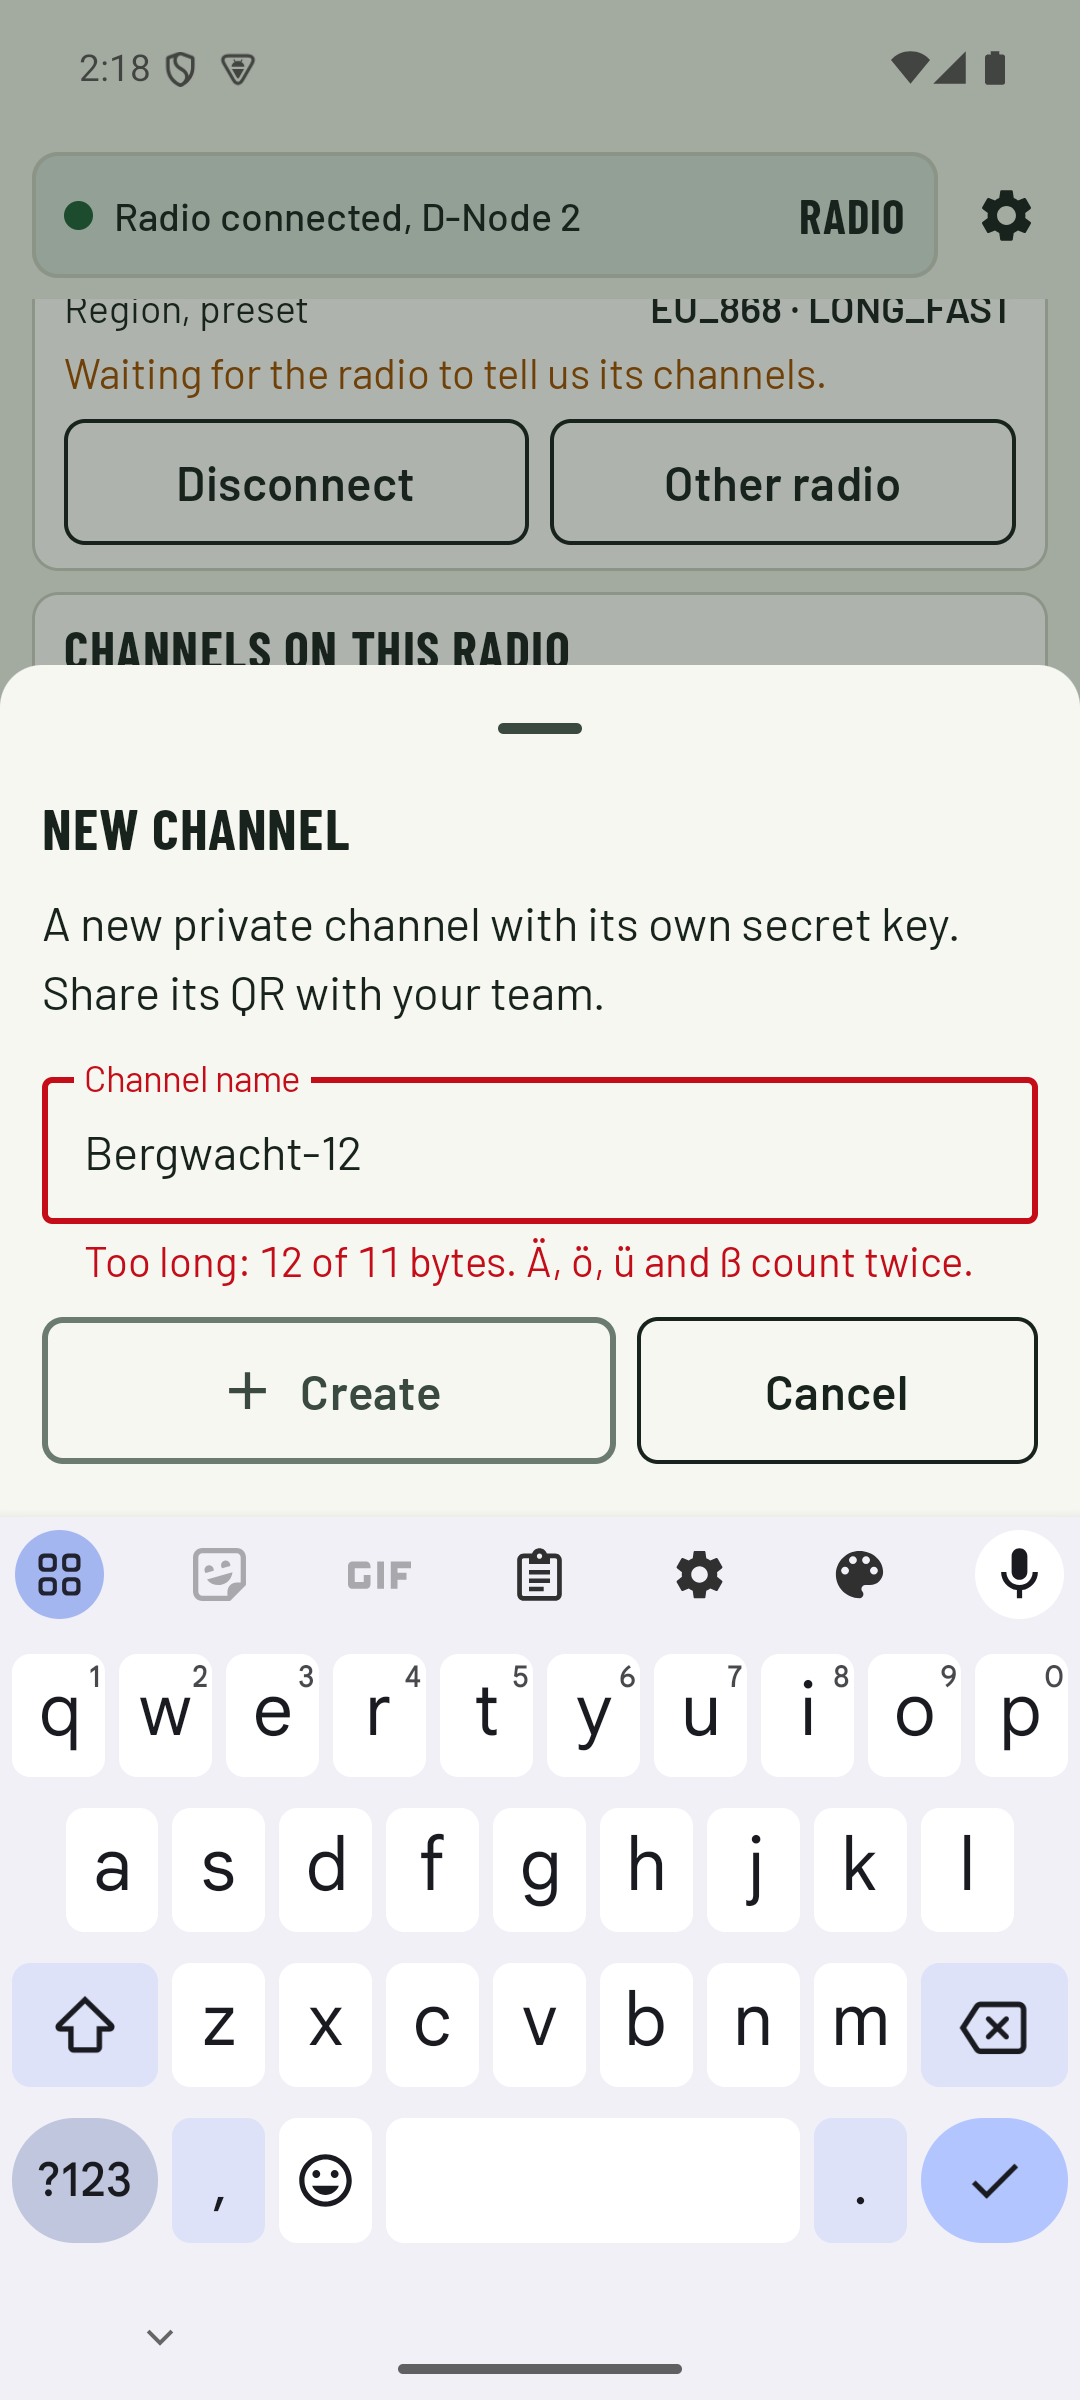 2:18
Radio connected, D-Node 2
RADIO
Region, preset
EU_868 · LONG_FAST
Waiting for the radio to tell us its channels.
Disconnect
Other radio
CHANNELS ON THIS RADIO
NEW CHANNEL
A new private channel with its own secret key.
Share its QR with your team.
Channel name
Bergwacht-12
Too long: 12 of 11 bytes. Ä, ö, ü and ß count twice.
+ Create
Cancel
GIF
q 1 w 2 e 3 r 4 t 5 y 6 u 7 i 8 o 9 p 0
a s d f g h j k l
z x c v b n m
?123 , .